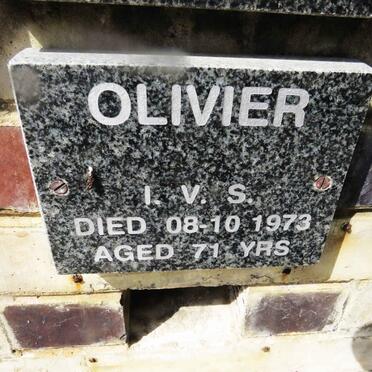 OLIVIER
I. V. S.
DIED 08-10 1973
AGED 71 YRS